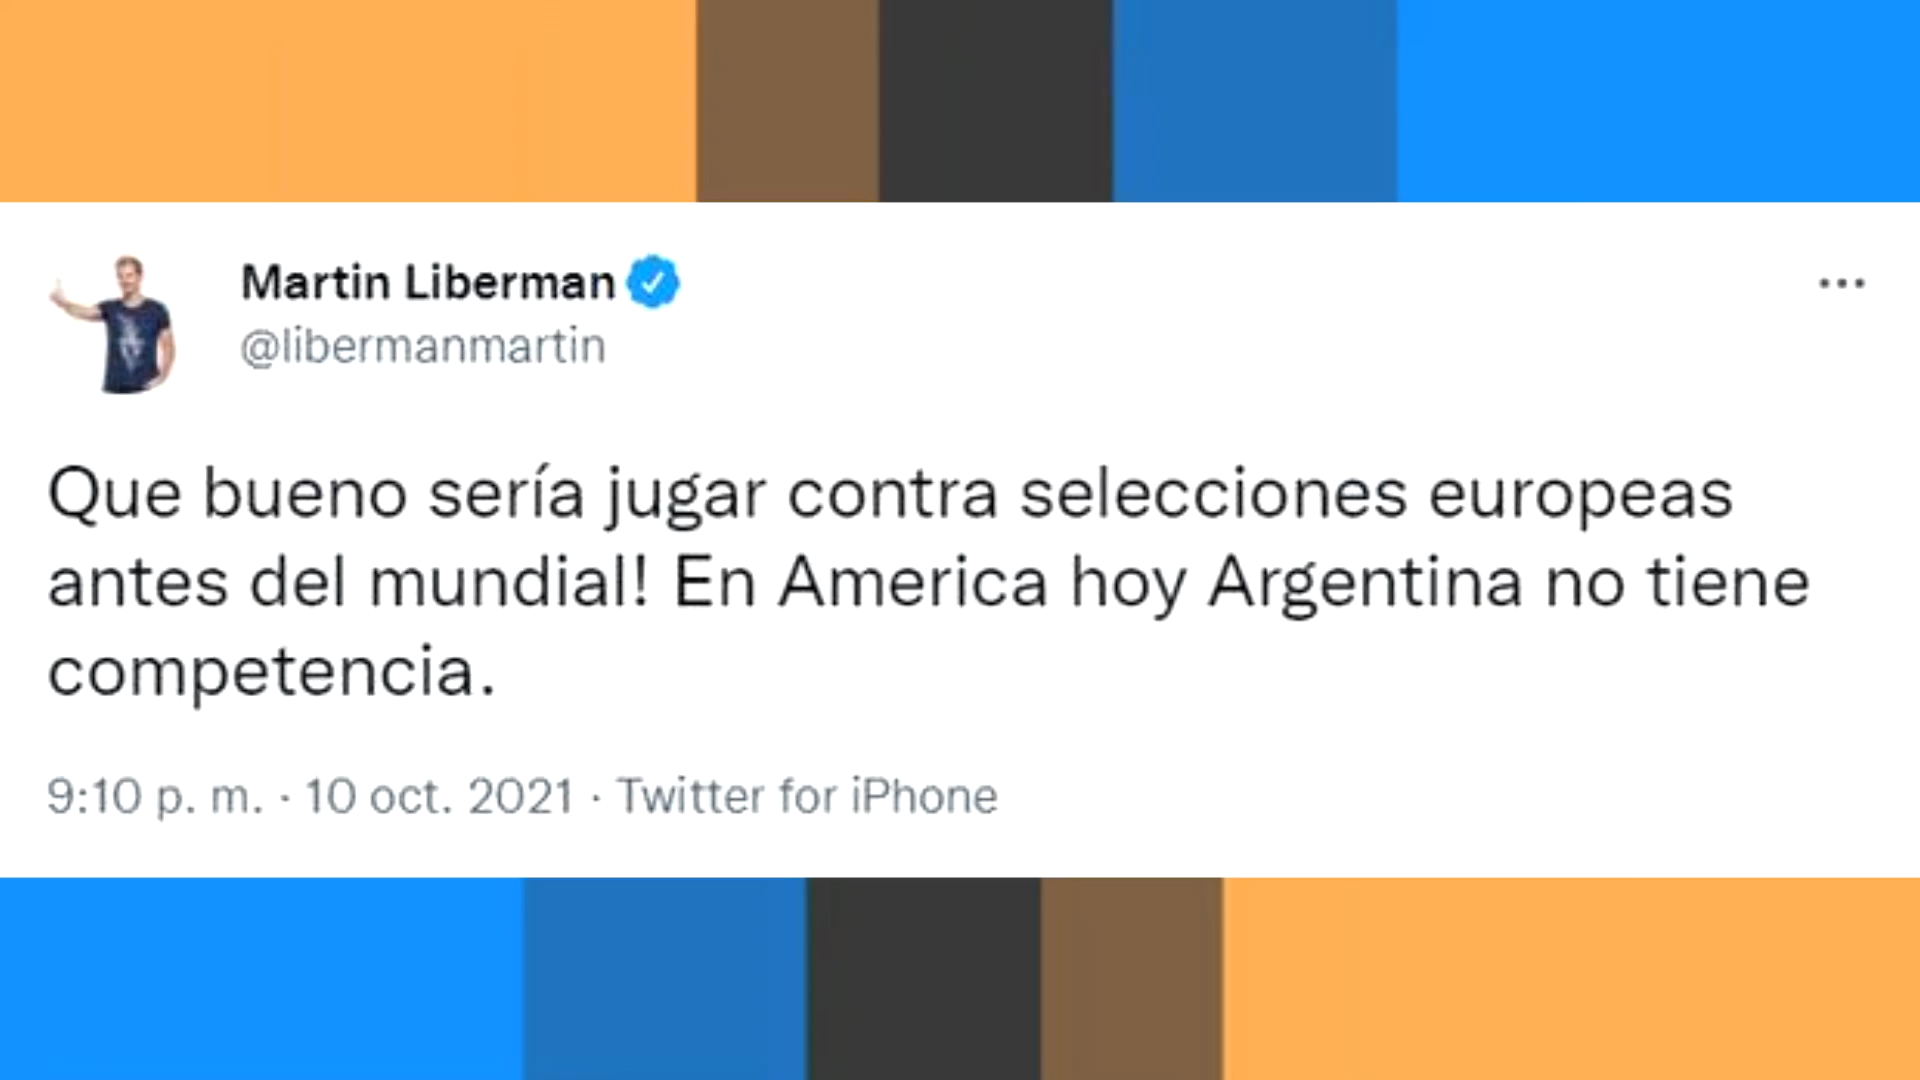 Martin Liberman
@libermanmartin
Que bueno sería jugar contra selecciones europeas
antes del mundial! En America hoy Argentina no tiene
competencia.
9:10 p. m. · 10 oct. 2021 · Twitter for iPhone